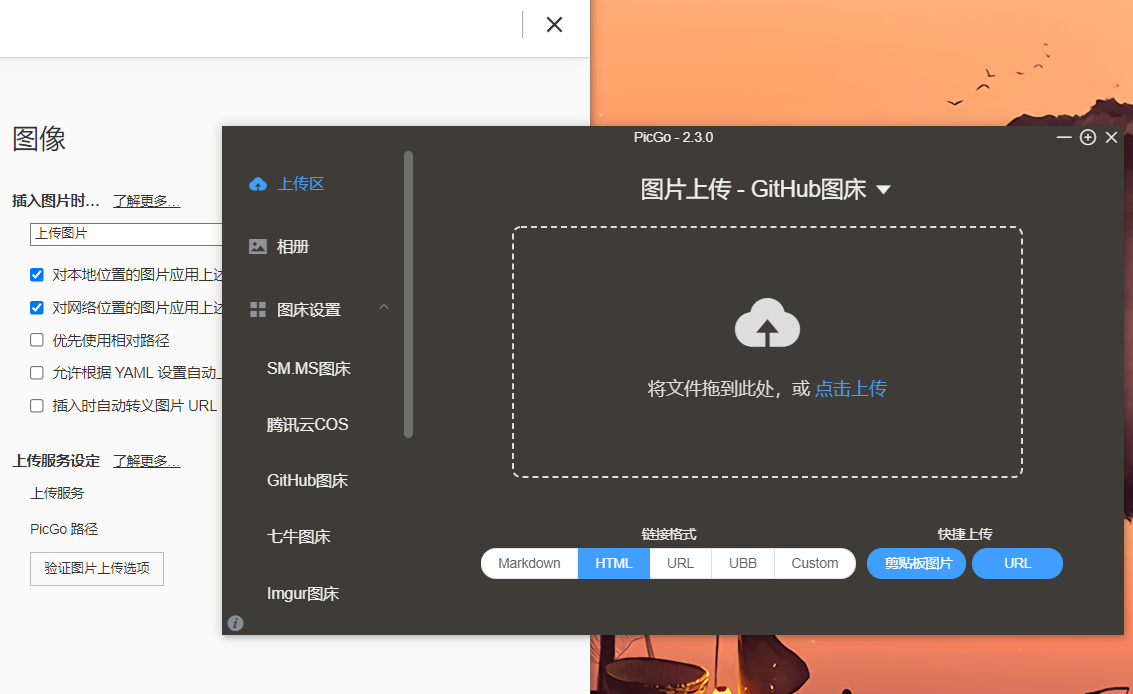 图像
插入图片时... 了解更多...
上传图片
对本地位置的图片应用上
对网络位置的图片应用上
优先使用相对路径
允许根据 YAML 设置自动
插入时自动转义图片 URL
上传服务设定 了解更多...
上传服务
PicGo 路径
验证图片上传选项
PicGo - 2.3.0
上传区
相册
图床设置
SM.MS图床
腾讯云COS
GitHub图床
七牛图床
Imgur图床
图片上传 - GitHub图床
将文件拖到此处，或 点击上传
链接格式
Markdown HTML URL UBB Custom
快捷上传
剪贴板图片 URL